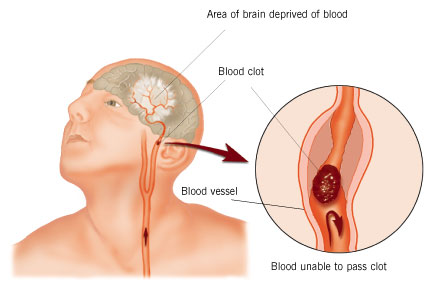 Area of brain deprived of blood
Blood clot
Blood vessel
Blood unable to pass clot